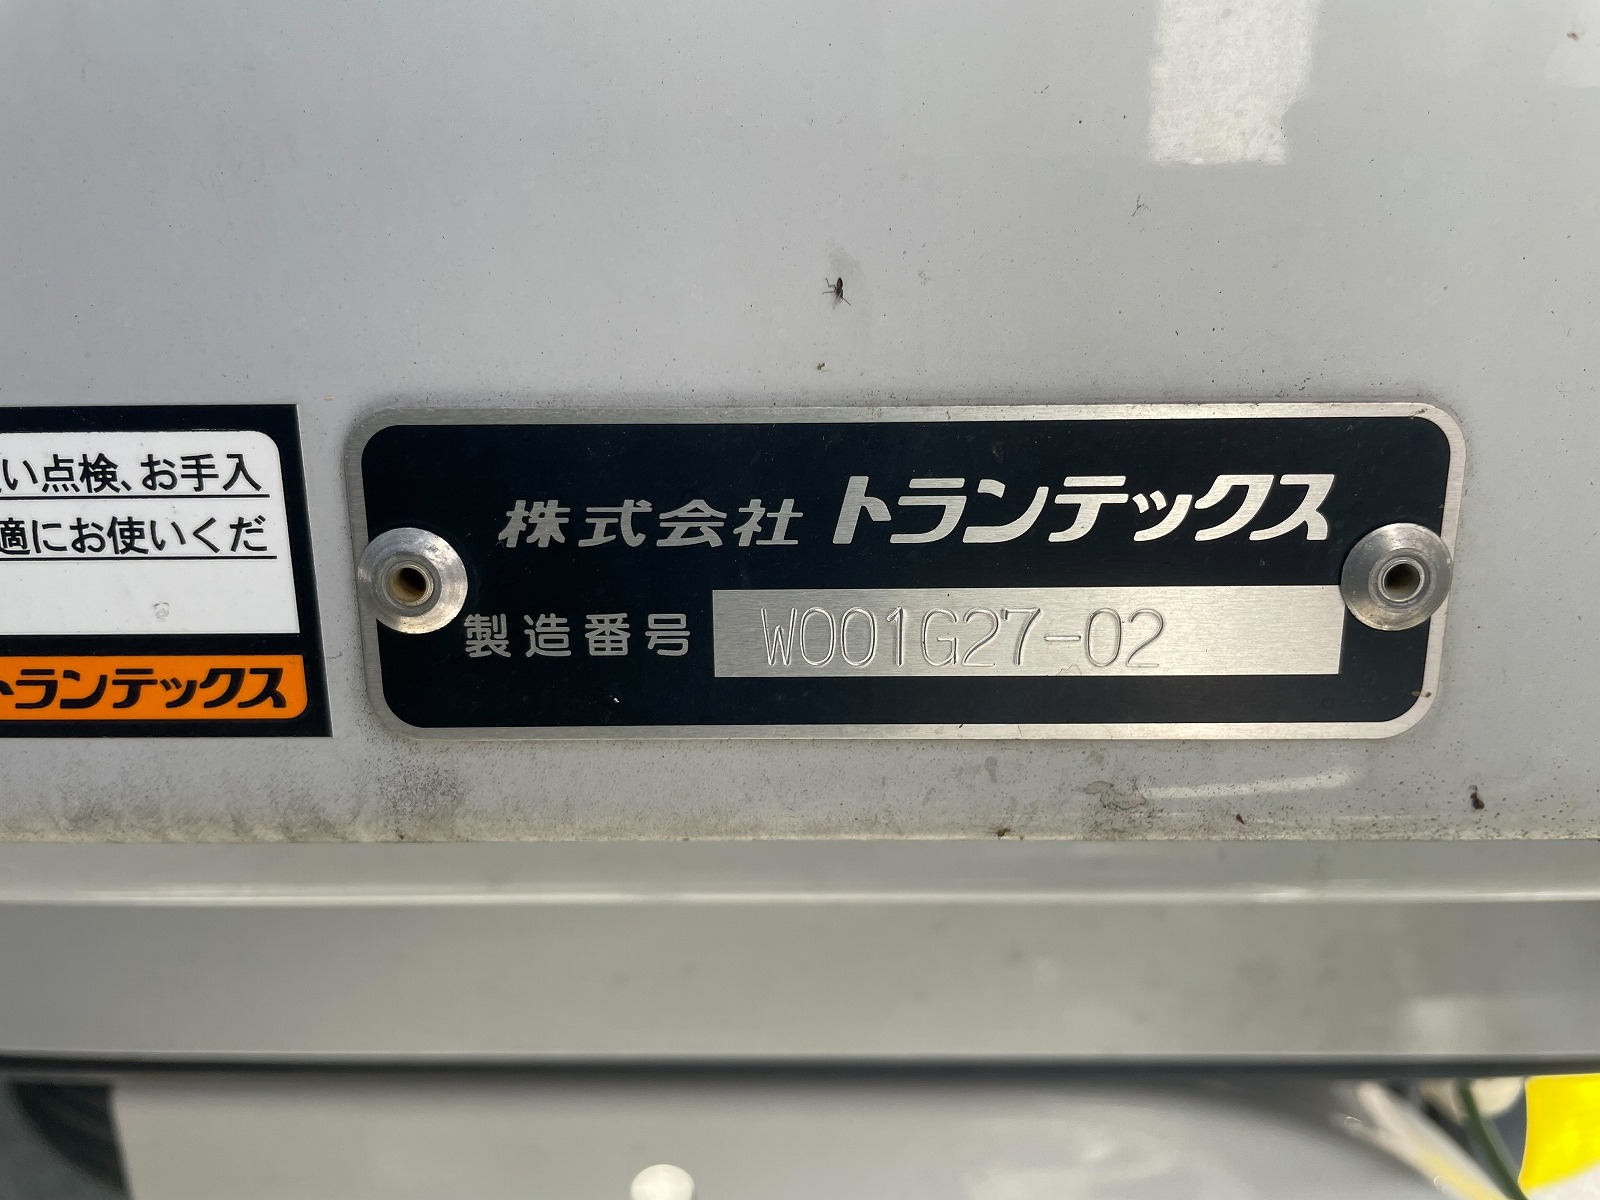 い点検、お手入
適にお使いくだ
トランテックス
株式会社 トランテックス
製造番号 W001G27-02